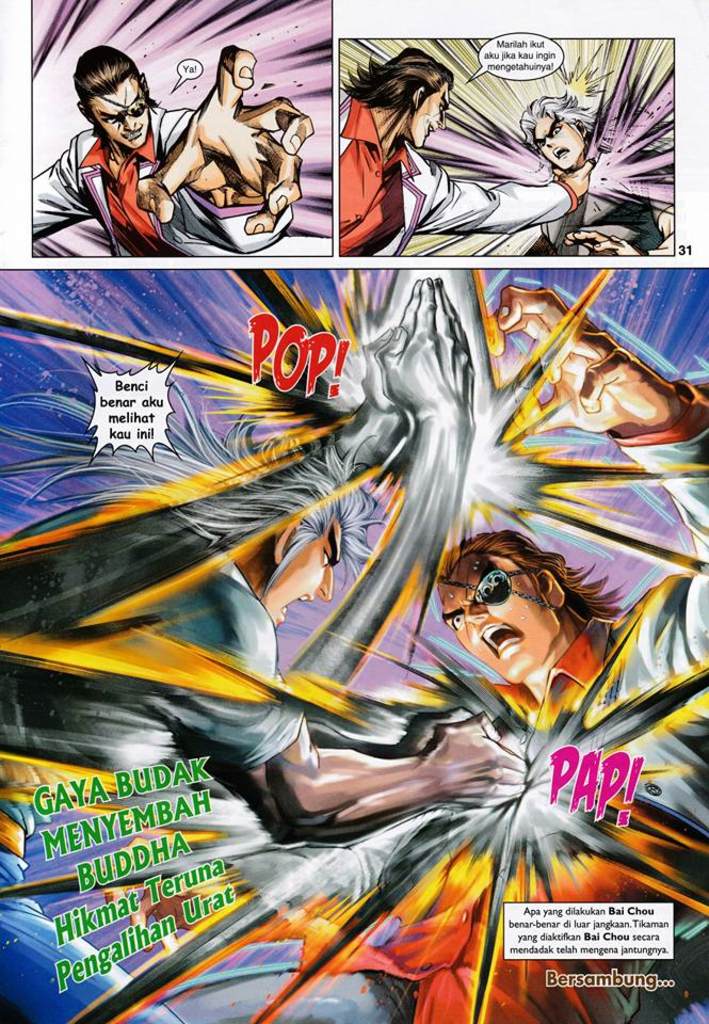 Ya!
Marilah ikut
aku jika kau ingin
mengetahuinya!
31
POP!
Benci
benar aku
melihat
kau ini!
PAP!
GAYA BUDAK
MENYEMBAH
BUDDHA
Hikmat Teruna
Pengalihan Urat
Apa yang dilakukan Bai Chou
benar-benar di luar jangkaan. Tikaman
yang diaktifkan Bai Chou secara
mendadak telah mengena jantungnya.
Bersambung...